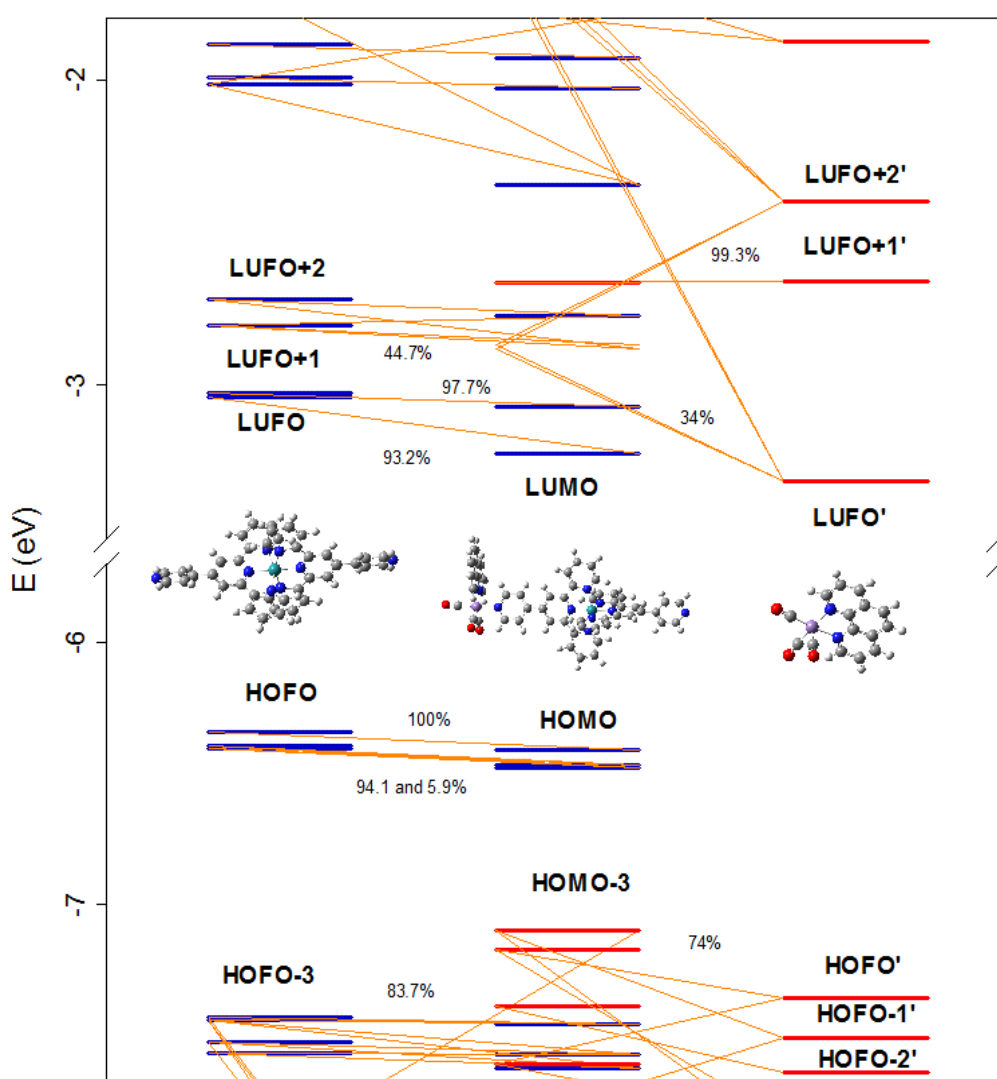 -2
LUFO+2'
LUFO+2
99.3%
LUFO+1'
44.7%
LUFO+1
-3
97.7%
LUFO
34%
93.2%
LUMO
LUFO'
E (eV)
-6
HOFO
100%
HOMO
94.1 and 5.9%
HOMO-3
-7
74%
HOFO-3
83.7%
HOFO'
HOFO-1'
HOFO-2'